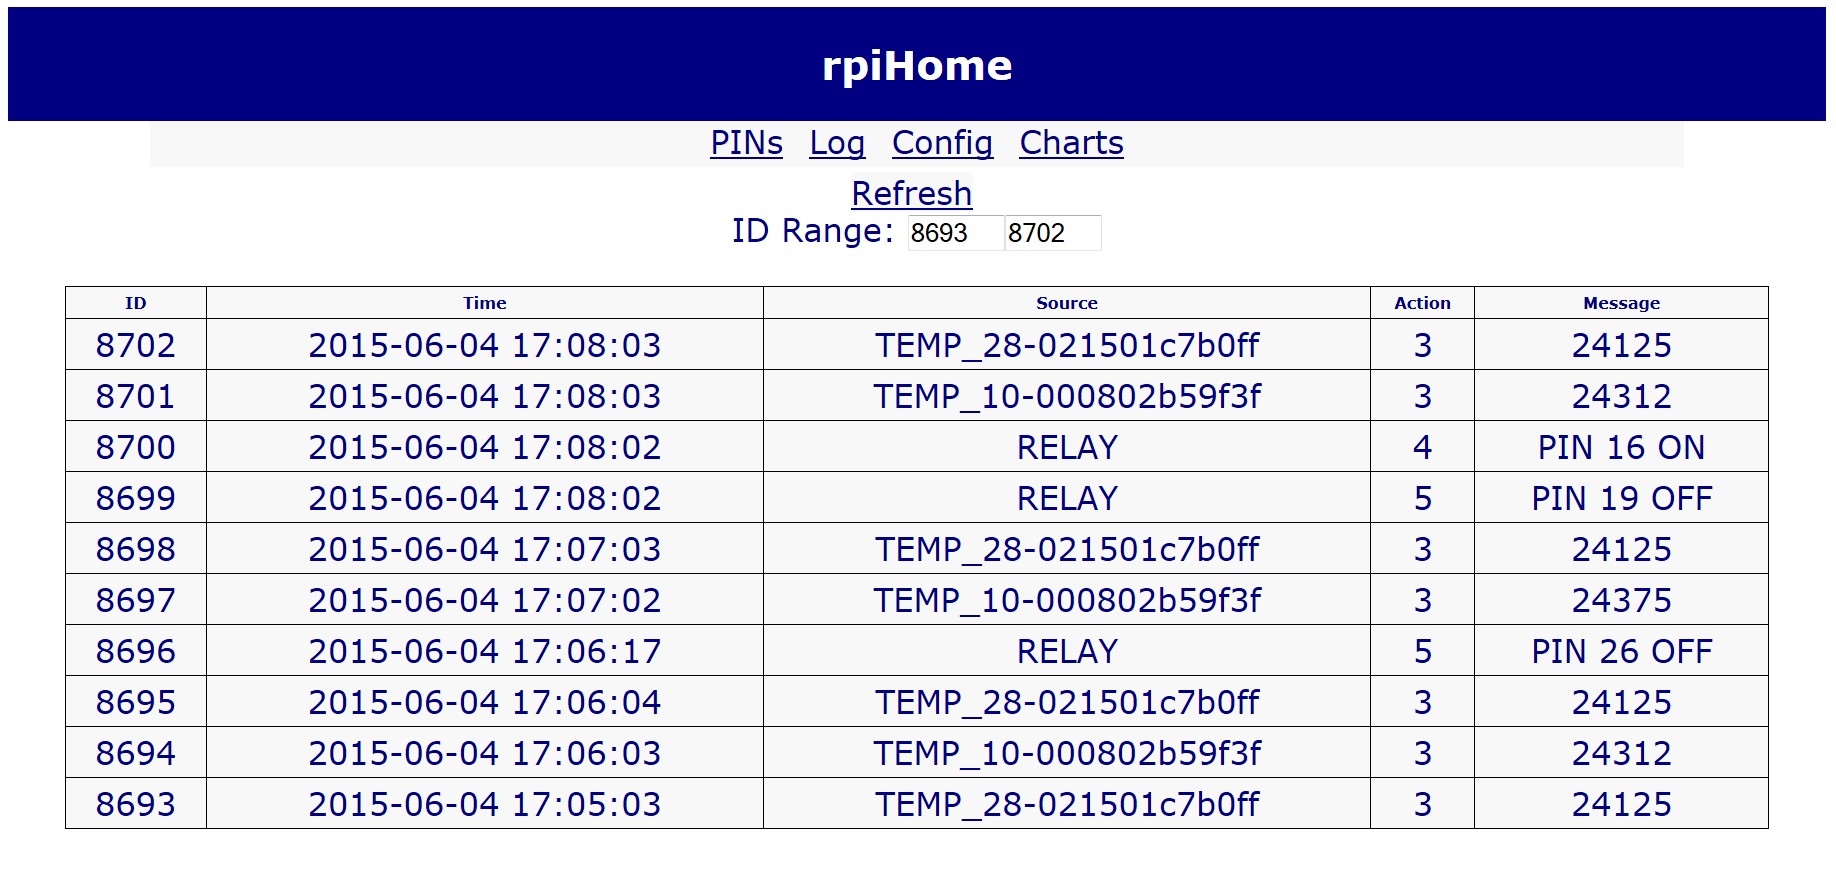 rpiHome
PINs Log Config Charts
Refresh
ID Range: 8693 8702
ID Time Source Action Message
8702 2015-06-04 17:08:03 TEMP_28-021501c7b0ff 3 24125
8701 2015-06-04 17:08:03 TEMP_10-000802b59f3f 3 24312
8700 2015-06-04 17:08:02 RELAY 4 PIN 16 ON
8699 2015-06-04 17:08:02 RELAY 5 PIN 19 OFF
8698 2015-06-04 17:07:03 TEMP_28-021501c7b0ff 3 24125
8697 2015-06-04 17:07:02 TEMP_10-000802b59f3f 3 24375
8696 2015-06-04 17:06:17 RELAY 5 PIN 26 OFF
8695 2015-06-04 17:06:04 TEMP_28-021501c7b0ff 3 24125
8694 2015-06-04 17:06:03 TEMP_10-000802b59f3f 3 24312
8693 2015-06-04 17:05:03 TEMP_28-021501c7b0ff 3 24125